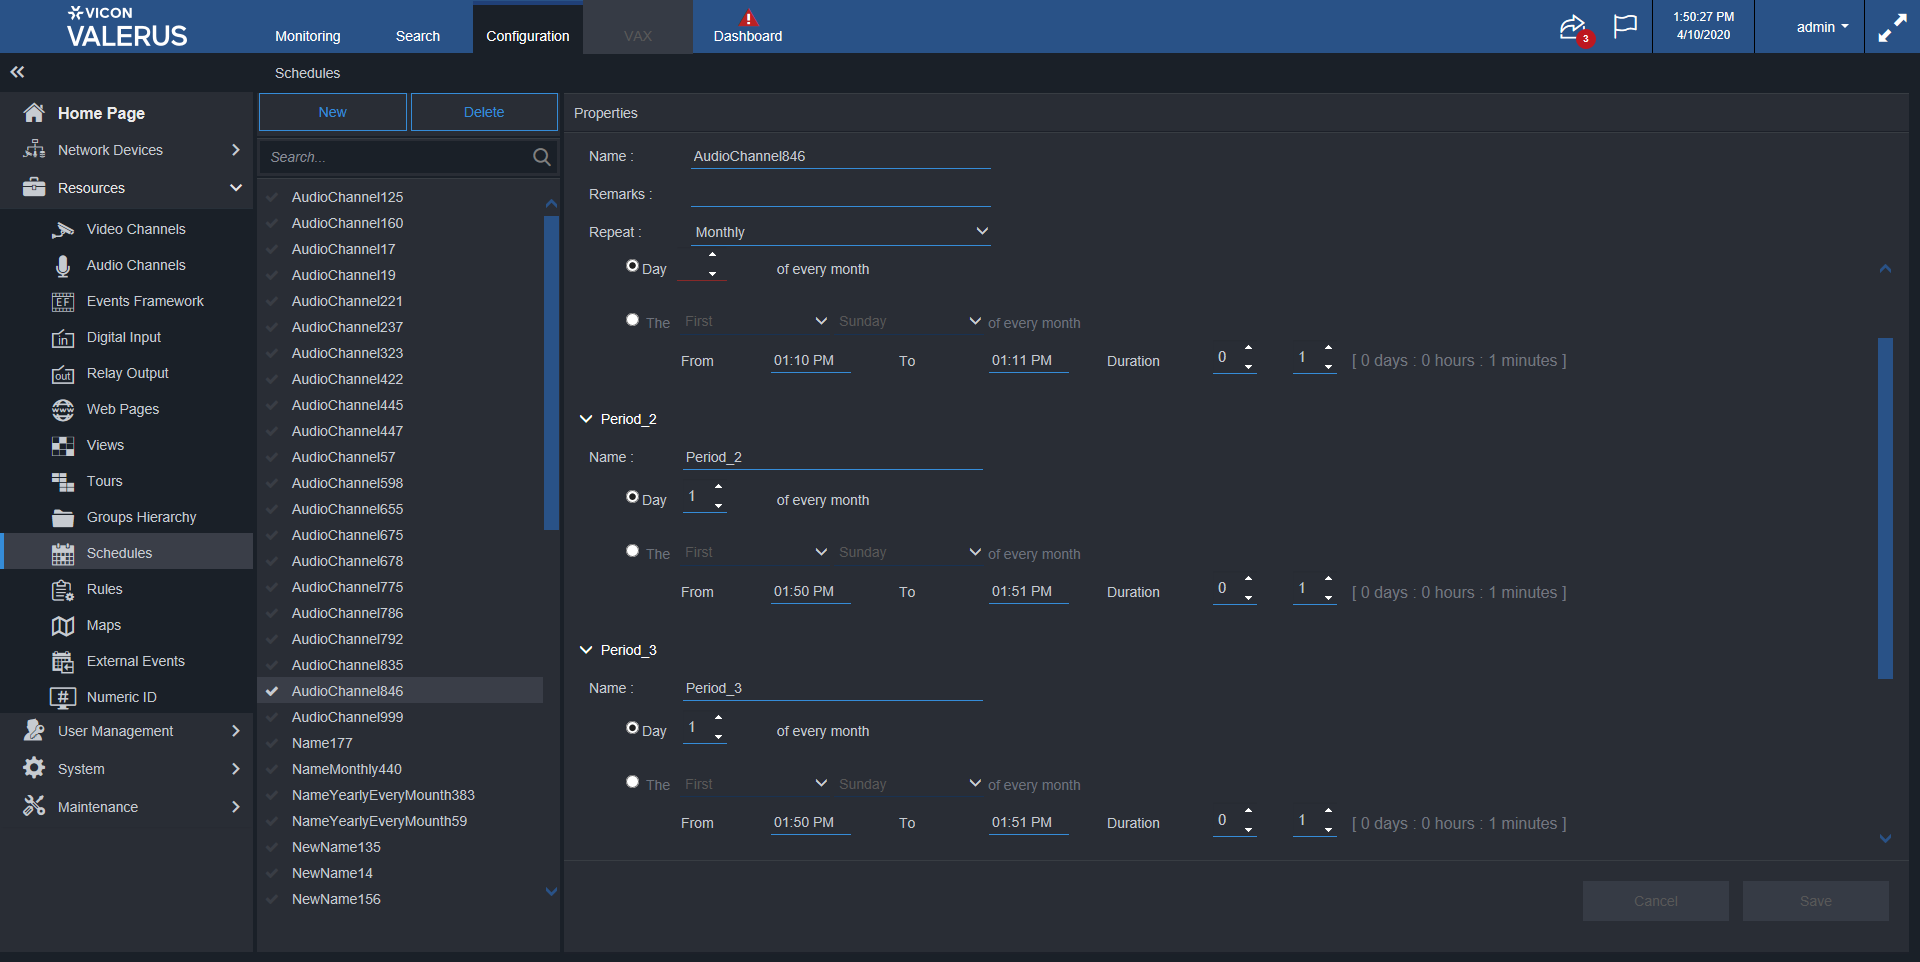 VICON
VALERUS
Monitoring
Search
Configuration
VAX
Dashboard
3
1:50:27 PM
4/10/2020
admin
Schedules
Home Page
Network Devices
Resources
Video Channels
Audio Channels
EF Events Framework
in Digital Input
out Relay Output
www Web Pages
Views
Tours
Groups Hierarchy
Schedules
Rules
Maps
External Events
# Numeric ID
User Management
System
Maintenance
New
Delete
Search...
AudioChannel125
AudioChannel160
AudioChannel17
AudioChannel19
AudioChannel221
AudioChannel237
AudioChannel323
AudioChannel422
AudioChannel445
AudioChannel447
AudioChannel57
AudioChannel598
AudioChannel655
AudioChannel675
AudioChannel678
AudioChannel775
AudioChannel786
AudioChannel792
AudioChannel835
AudioChannel846
AudioChannel999
Name177
NameMonthly440
NameYearlyEveryMounth383
NameYearlyEveryMounth59
NewName135
NewName14
NewName156
Properties
Name : AudioChannel846
Remarks :
Repeat : Monthly
Day of every month
The First Sunday of every month
From 01:10 PM To 01:11 PM Duration 0 1 [ 0 days : 0 hours : 1 minutes ]
Period_2
Name : Period_2
Day 1 of every month
The First Sunday of every month
From 01:50 PM To 01:51 PM Duration 0 1 [ 0 days : 0 hours : 1 minutes ]
Period_3
Name : Period_3
Day 1 of every month
The First Sunday of every month
From 01:50 PM To 01:51 PM Duration 0 1 [ 0 days : 0 hours : 1 minutes ]
Cancel
Save